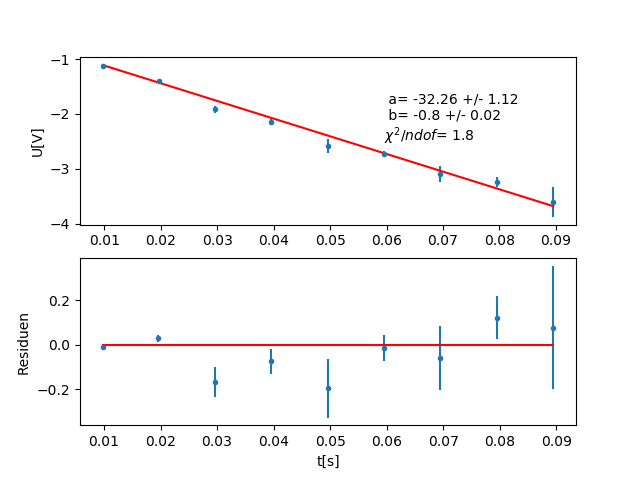 −1
−2
−3
−4
U[V]
a= -32.26 +/- 1.12
b= -0.8 +/- 0.02
χ²/ndof= 1.8
0.01 0.02 0.03 0.04 0.05 0.06 0.07 0.08 0.09
0.2
0.0
−0.2
Residuen
0.01 0.02 0.03 0.04 0.05 0.06 0.07 0.08 0.09
t[s]